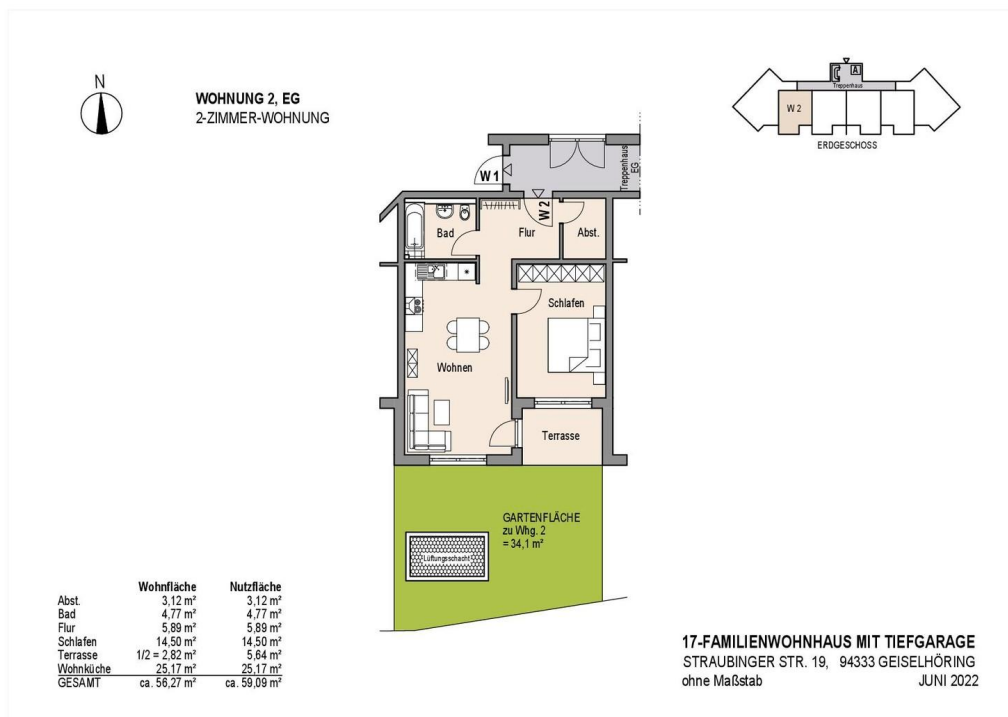 N
WOHNUNG 2, EG
2-ZIMMER-WOHNUNG
A
Treppenhaus
W 2
ERDGESCHOSS
Treppenhaus
EG
W 1
W 2
Bad
Flur
Abst.
Schlafen
Wohnen
Terrasse
GARTENFLÄCHE
zu Whg. 2
= 34,1 m²
Lüftungsschacht
Wohnfläche Nutzfläche
Abst. 3,12 m² 3,12 m²
Bad 4,77 m² 4,77 m²
Flur 5,89 m² 5,89 m²
Schlafen 14,50 m² 14,50 m²
Terrasse 1/2 = 2,82 m² 5,64 m²
Wohnküche 25,17 m² 25,17 m²
GESAMT ca. 56,27 m² ca. 59,09 m²
17-FAMILIENWOHNHAUS MIT TIEFGARAGE
STRAUBINGER STR. 19, 94333 GEISELHÖRING
ohne Maßstab JUNI 2022